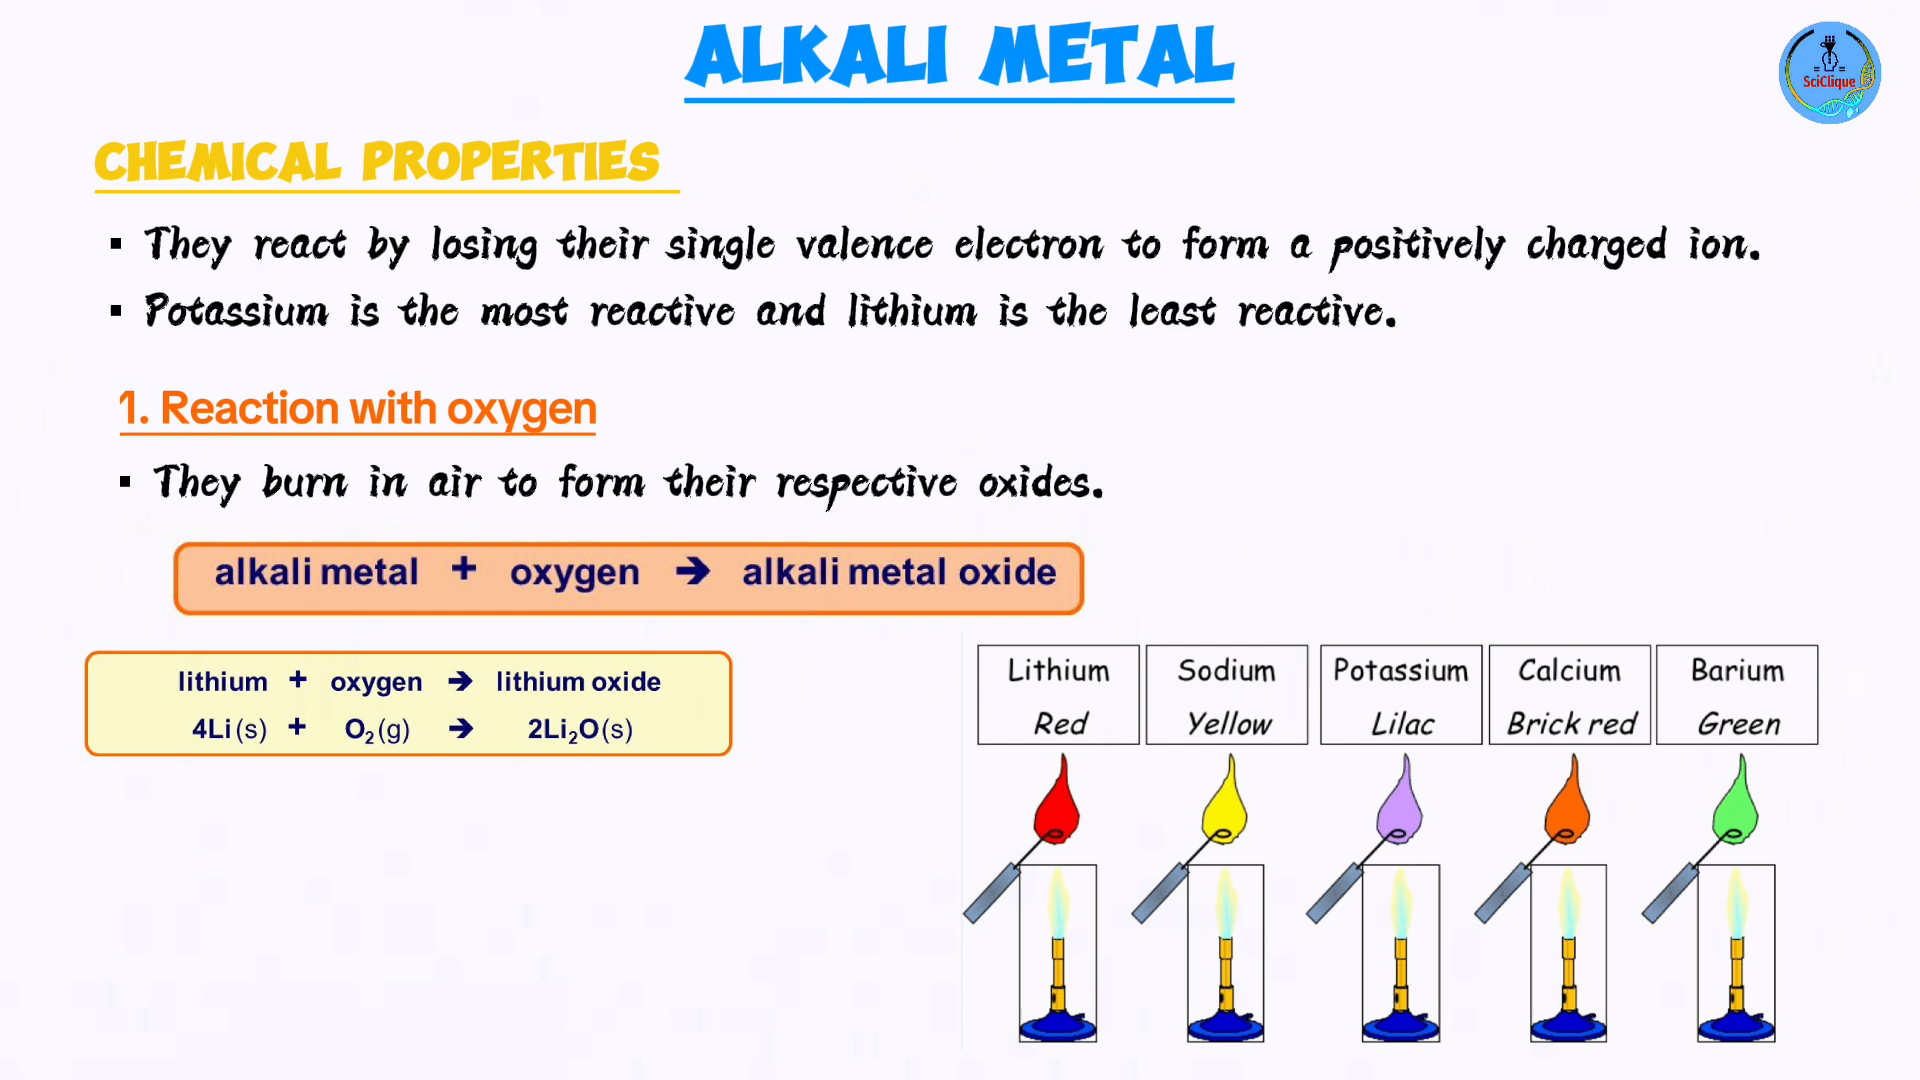 ALKALI METAL
SciClique
CHEMICAL PROPERTIES
▪ They react by losing their single valence electron to form a positively charged ion.
▪ Potassium is the most reactive and lithium is the least reactive.
1. Reaction with oxygen
▪ They burn in air to form their respective oxides.
alkali metal + oxygen ➔ alkali metal oxide
lithium + oxygen ➔ lithium oxide
4Li (s) + O₂ (g) ➔ 2Li₂O (s)
Lithium Sodium Potassium Calcium Barium
Red Yellow Lilac Brick red Green